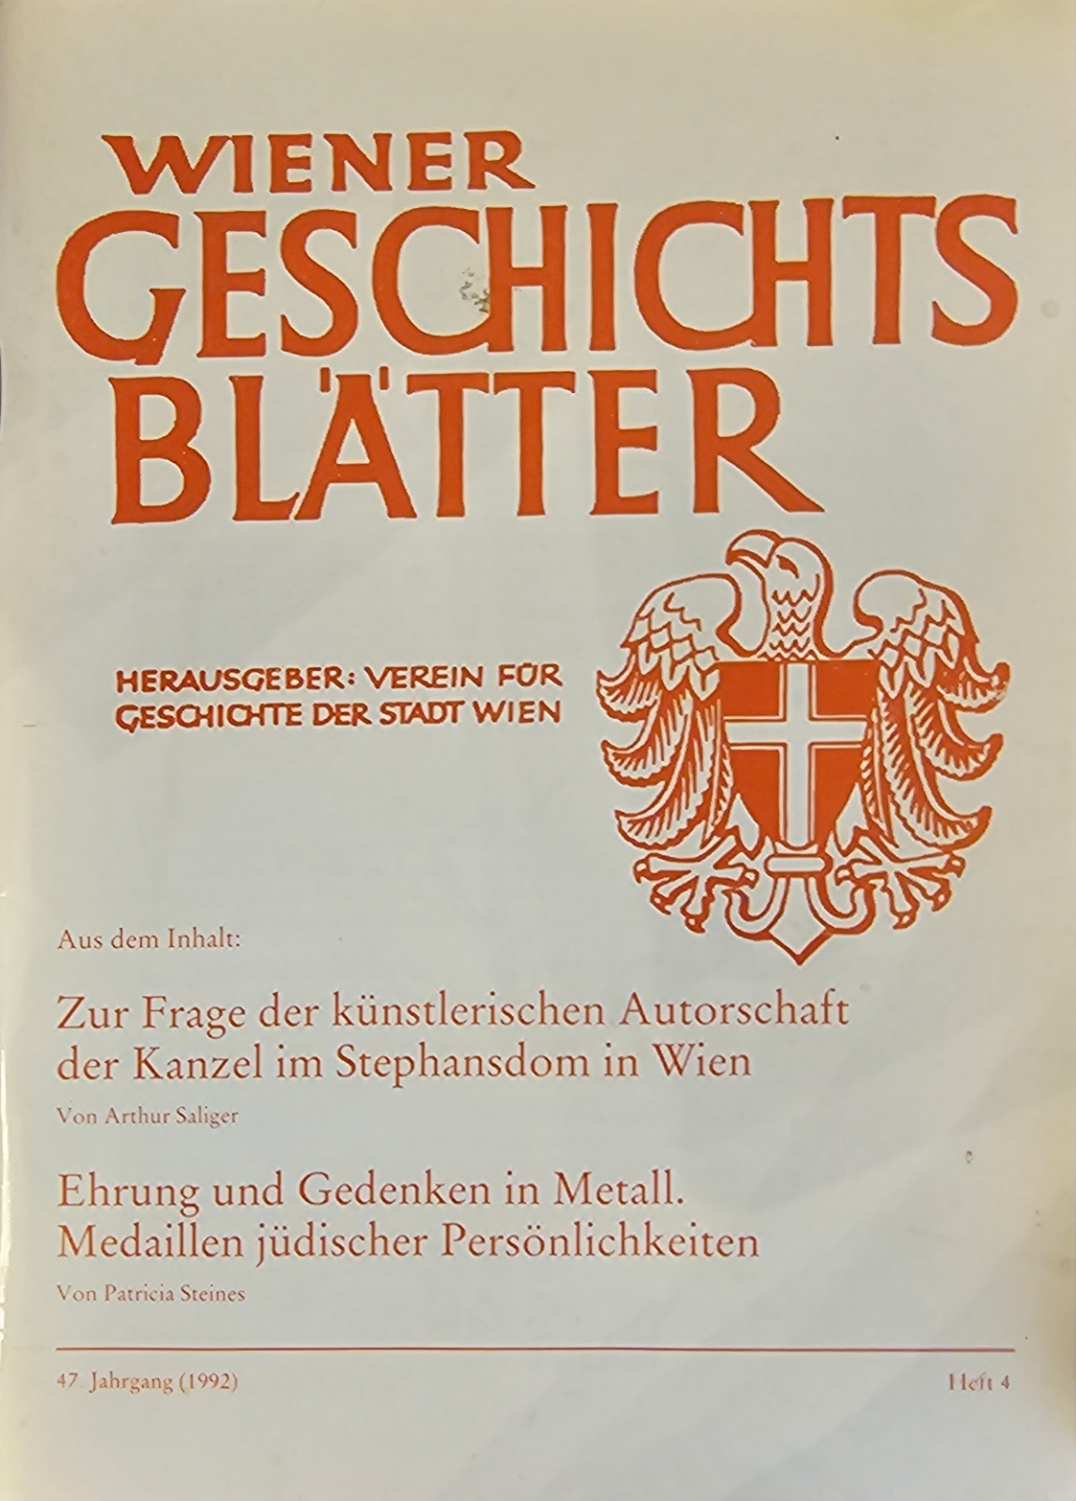 WIENER
GESCHICHTS
BLÄTTER
HERAUSGEBER: VEREIN FÜR
GESCHICHTE DER STADT WIEN
Aus dem Inhalt:
Zur Frage der künstlerischen Autorschaft
der Kanzel im Stephansdom in Wien
Von Arthur Saliger
Ehrung und Gedenken in Metall.
Medaillen jüdischer Persönlichkeiten
Von Patricia Steines
47. Jahrgang (1992)
Heft 4